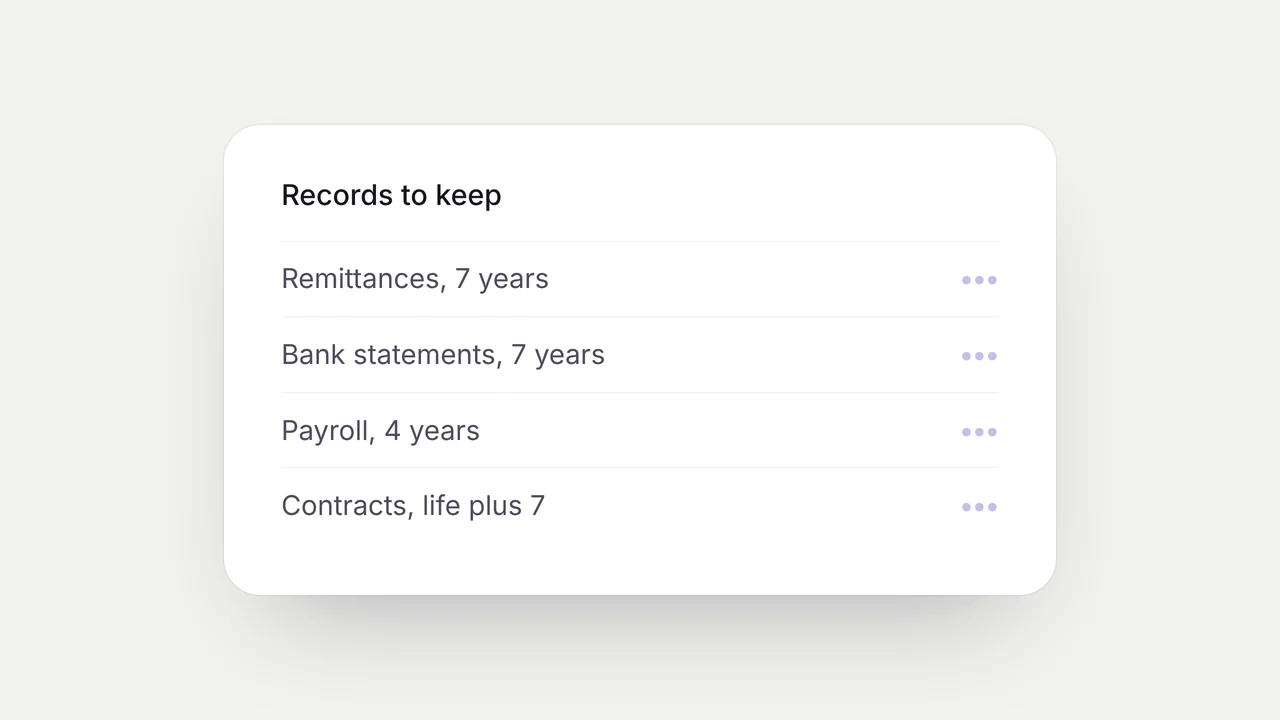 Records to keep
Remittances, 7 years
Bank statements, 7 years
Payroll, 4 years
Contracts, life plus 7